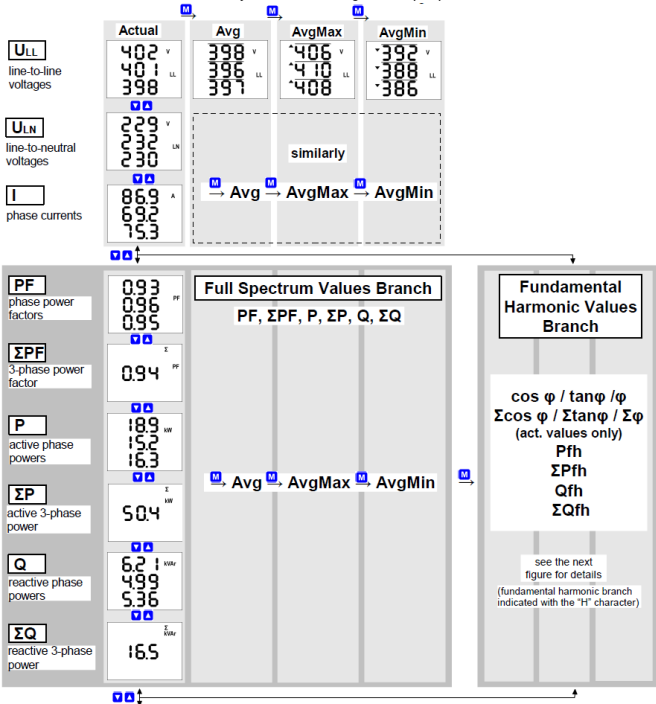 M M M
Actual Avg AvgMax AvgMin
ULL
line-to-line
voltages
402 V
401 LL
398
398 V
396 LL
397
406 V
410 LL
408
392 V
388 LL
386
ULN
line-to-neutral
voltages
229 V
232 LN
230
I
phase currents
86.9 A
69.2
75.3
similarly
M M M
→ Avg → AvgMax → AvgMin
PF
phase power
factors
0.93
0.96 PF
0.95
Full Spectrum Values Branch
PF, ΣPF, P, ΣP, Q, ΣQ
ΣPF
3-phase power
factor
Σ
0.94 PF
P
active phase
powers
18.9 kW
15.2
16.3
ΣP
active 3-phase
power
Σ
kW
50.4
M M M M
→ Avg → AvgMax → AvgMin →
Q
reactive phase
powers
6.21 kVAr
4.99
5.36
ΣQ
reactive 3-phase
power
Σ
kVAr
16.5
Fundamental
Harmonic Values
Branch
cos φ / tanφ /φ
Σcos φ / Σtanφ / Σφ
(act. values only)
Pfh
ΣPfh
Qfh
ΣQfh
see the next
figure for details
(fundamental harmonic branch
indicated with the “H” character)